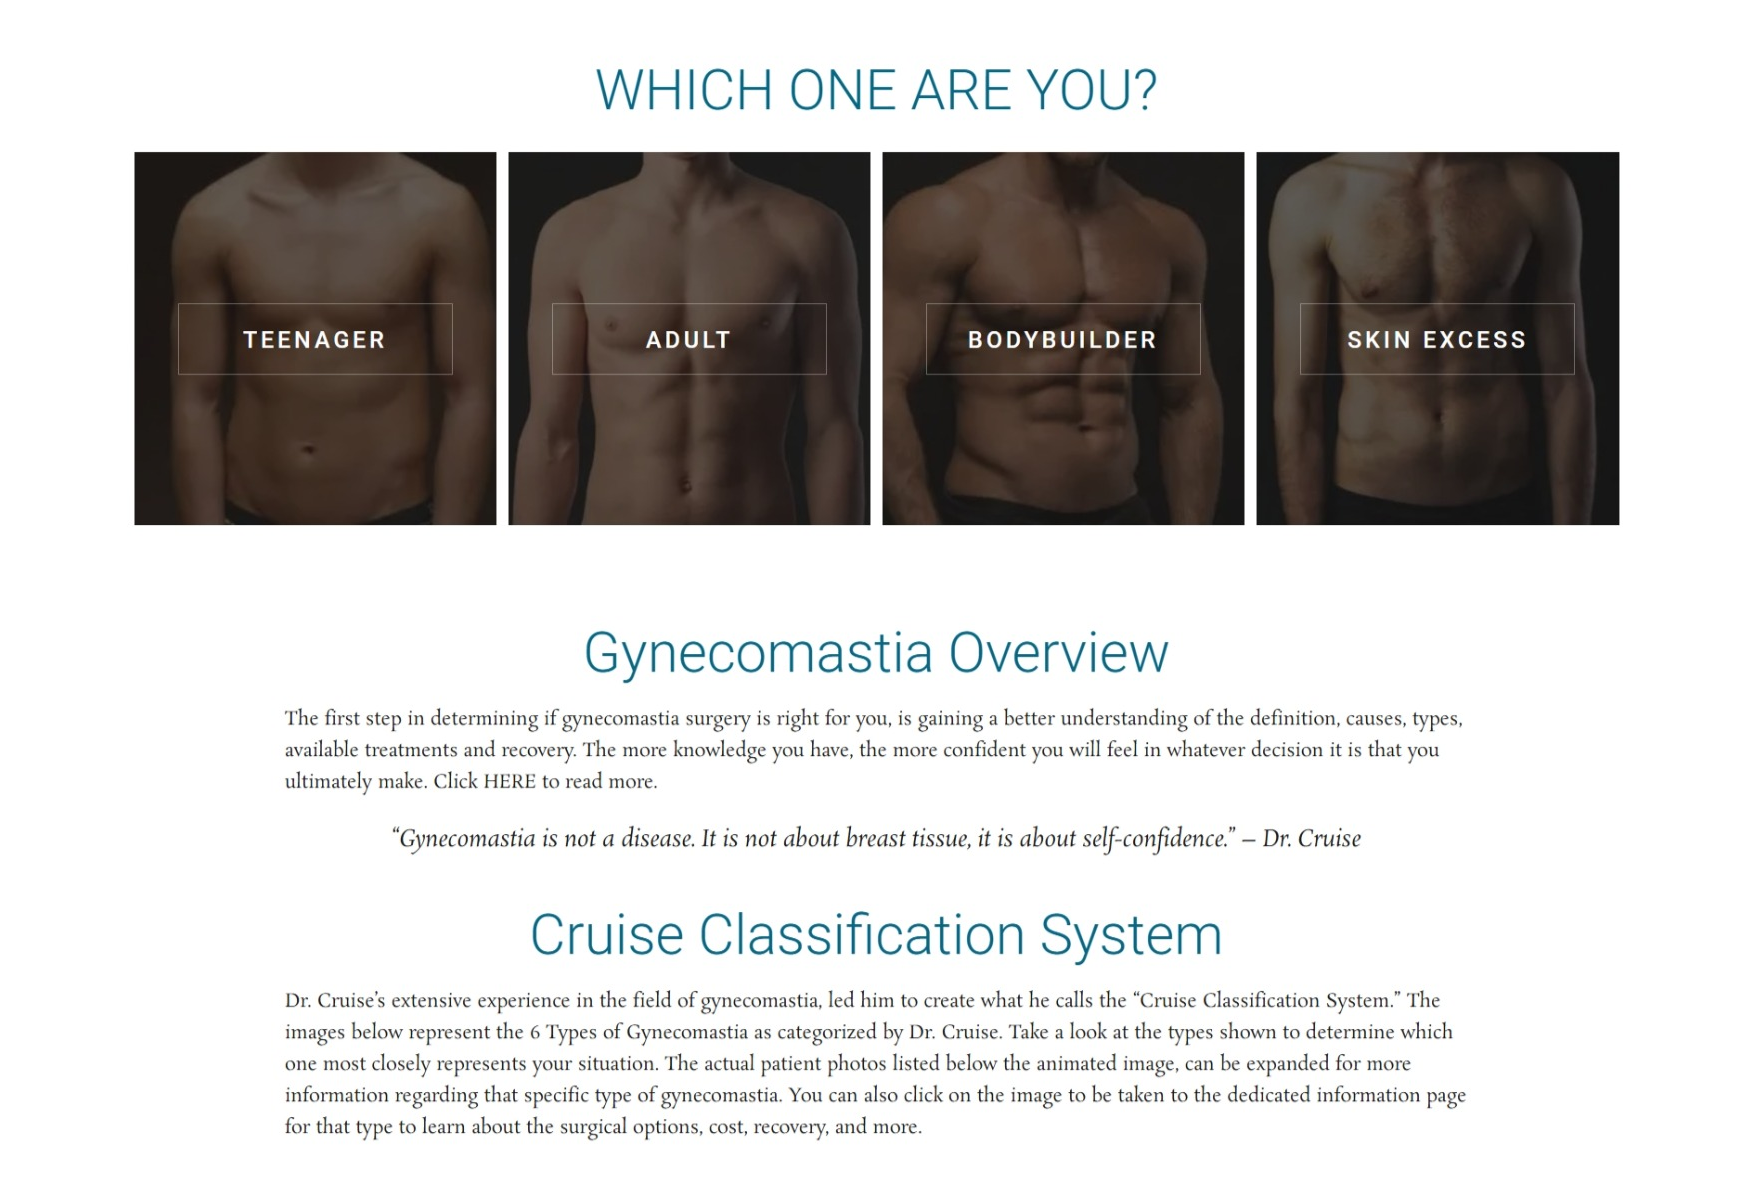 WHICH ONE ARE YOU?
TEENAGER
ADULT
BODYBUILDER
SKIN EXCESS
Gynecomastia Overview
The first step in determining if gynecomastia surgery is right for you, is gaining a better understanding of the definition, causes, types,
available treatments and recovery. The more knowledge you have, the more confident you will feel in whatever decision it is that you
ultimately make. Click HERE to read more.
“Gynecomastia is not a disease. It is not about breast tissue, it is about self-confidence.” – Dr. Cruise
Cruise Classification System
Dr. Cruise’s extensive experience in the field of gynecomastia, led him to create what he calls the “Cruise Classification System.” The
images below represent the 6 Types of Gynecomastia as categorized by Dr. Cruise. Take a look at the types shown to determine which
one most closely represents your situation. The actual patient photos listed below the animated image, can be expanded for more
information regarding that specific type of gynecomastia. You can also click on the image to be taken to the dedicated information page
for that type to learn about the surgical options, cost, recovery, and more.